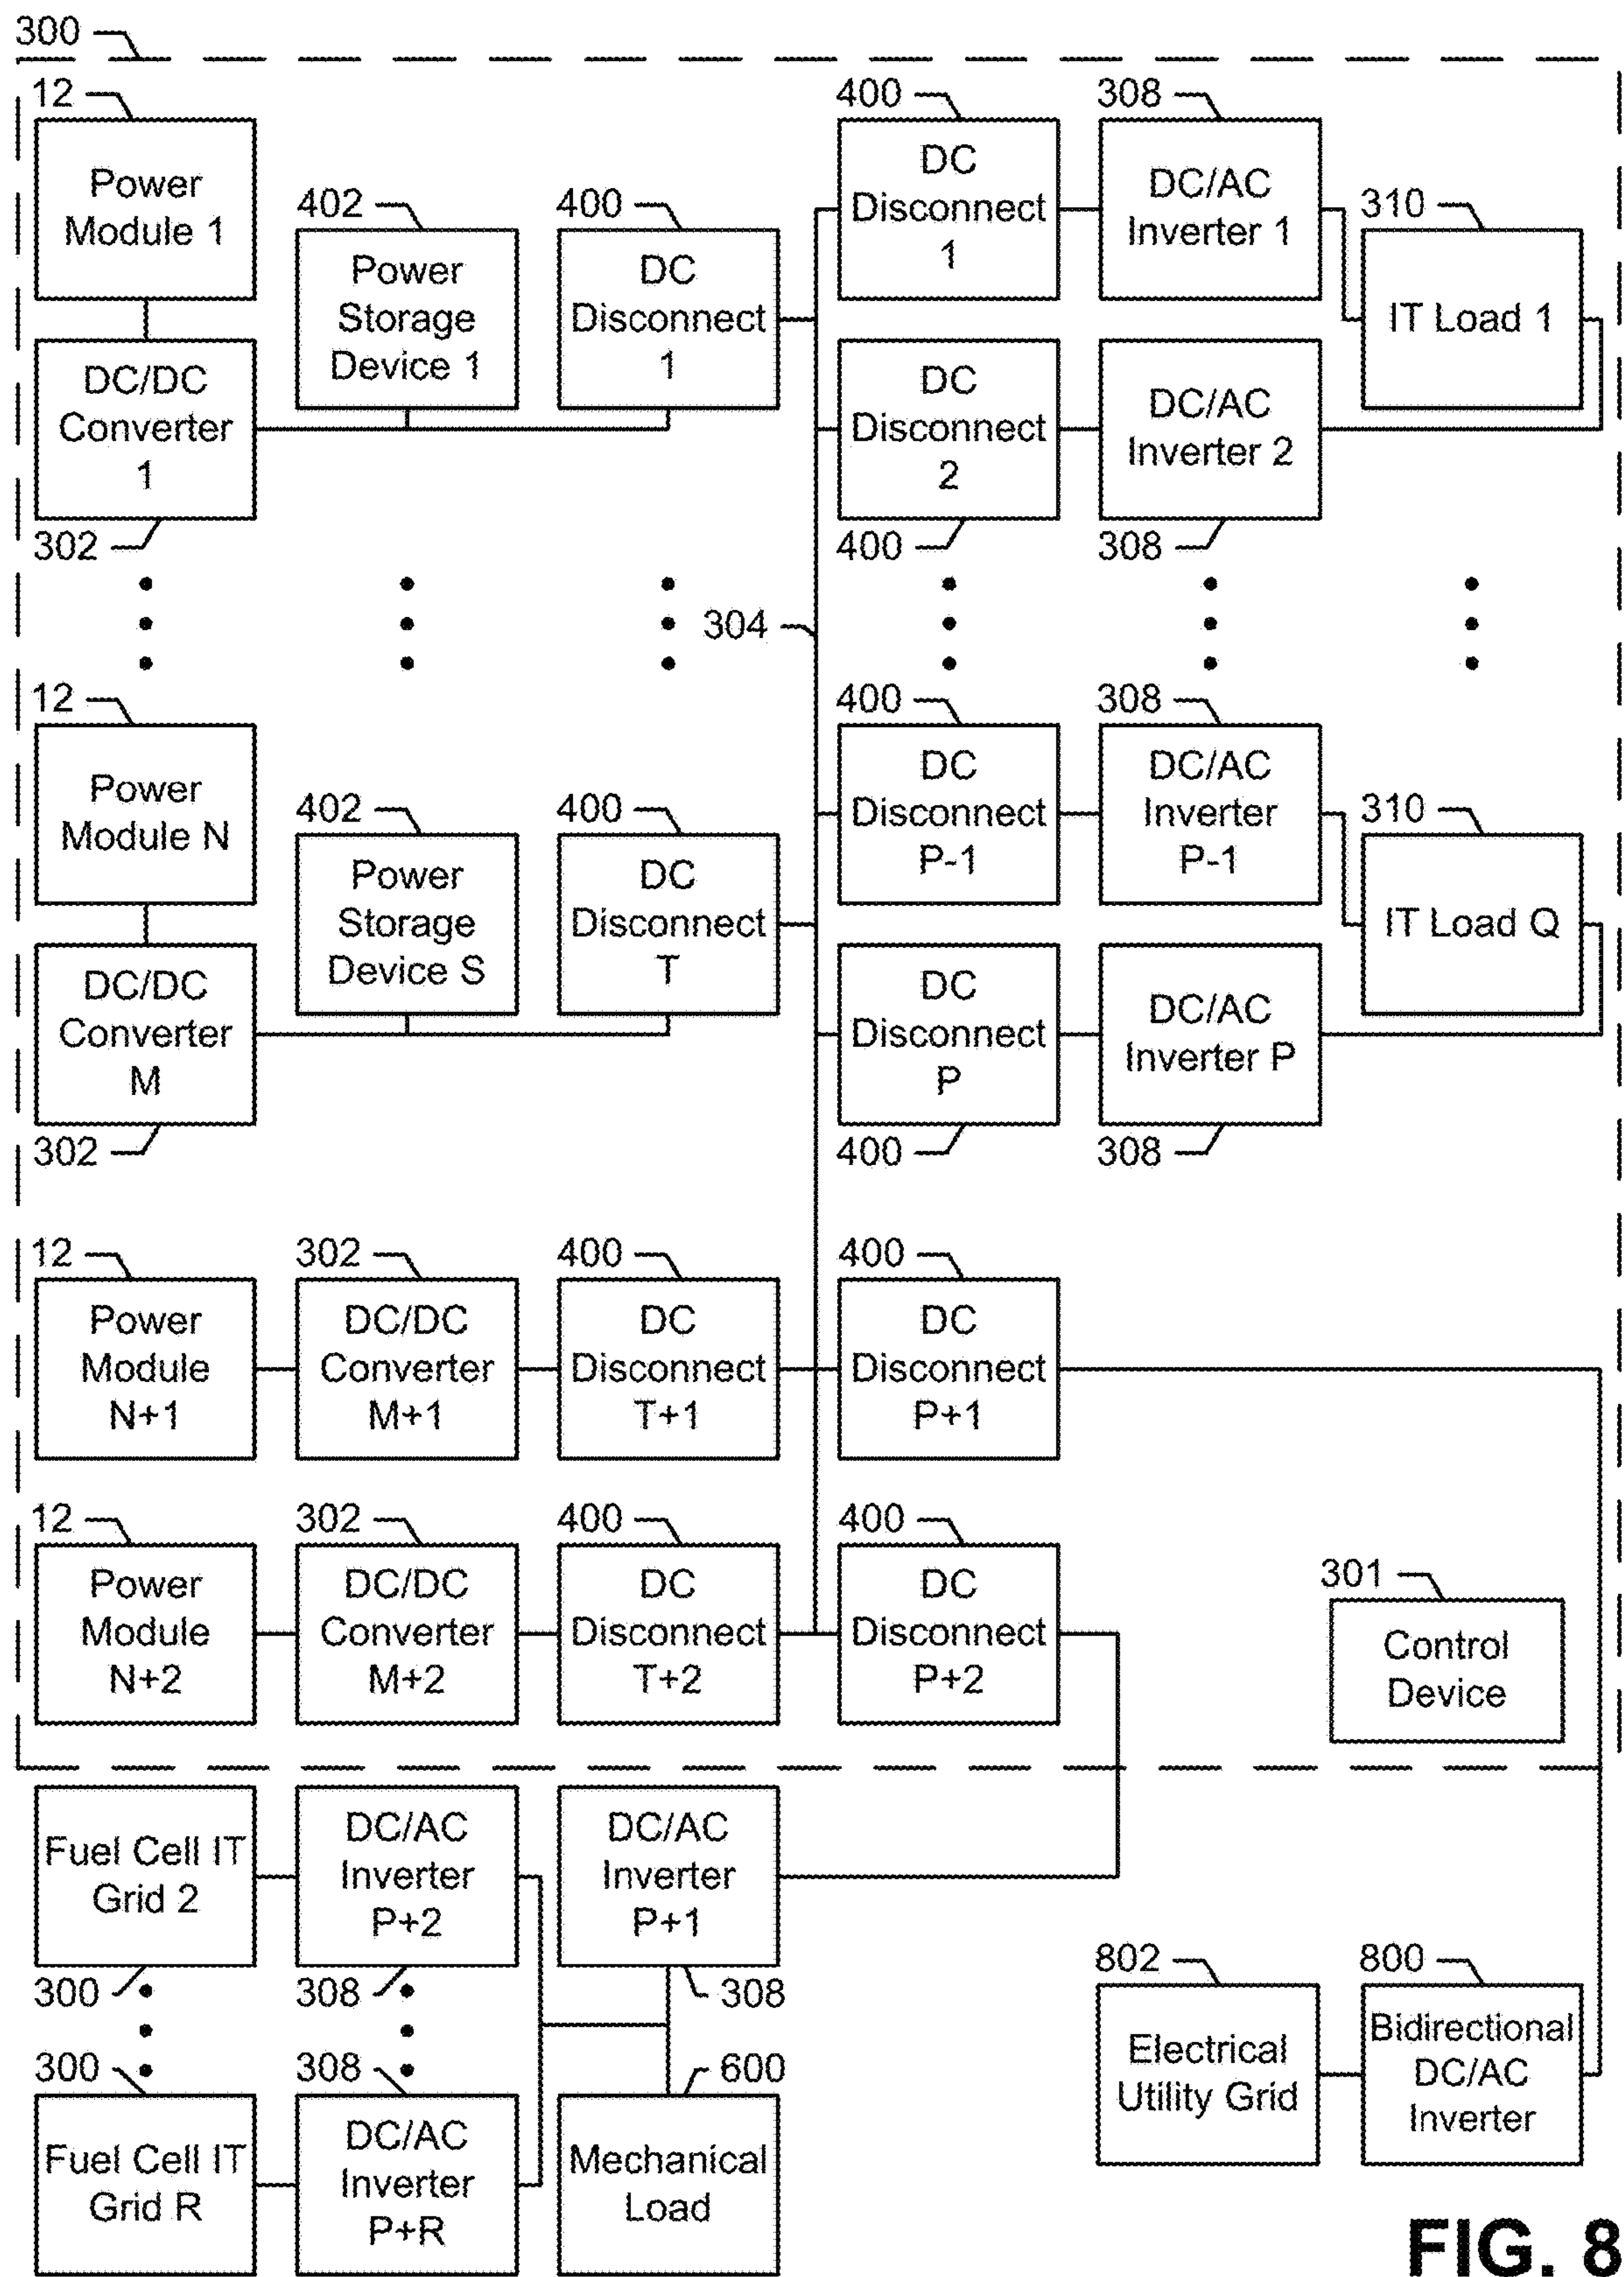 300
12
400
308
Power
Module 1
402
400
DC
Disconnect
1
DC/AC
Inverter 1
310
Power
Storage
Device 1
DC
Disconnect
1
IT Load 1
DC/DC
Converter
1
DC
Disconnect
2
DC/AC
Inverter 2
302
400
308
304
12
400
308
Power
Module N
402
400
DC
Disconnect
P-1
DC/AC
Inverter
P-1
310
Power
Storage
Device S
DC
Disconnect
T
IT Load Q
DC/DC
Converter
M
DC
Disconnect
P
DC/AC
Inverter P
302
400
308
12
302
400
400
Power
Module
N+1
DC/DC
Converter
M+1
DC
Disconnect
T+1
DC
Disconnect
P+1
12
302
400
400
Power
Module
N+2
DC/DC
Converter
M+2
DC
Disconnect
T+2
DC
Disconnect
P+2
301
Control
Device
Fuel Cell IT
Grid 2
DC/AC
Inverter
P+2
DC/AC
Inverter
P+1
300
308
308
802
800
Electrical
Utility Grid
Bidirectional
DC/AC
Inverter
300
308
600
Fuel Cell IT
Grid R
DC/AC
Inverter
P+R
Mechanical
Load
FIG. 8